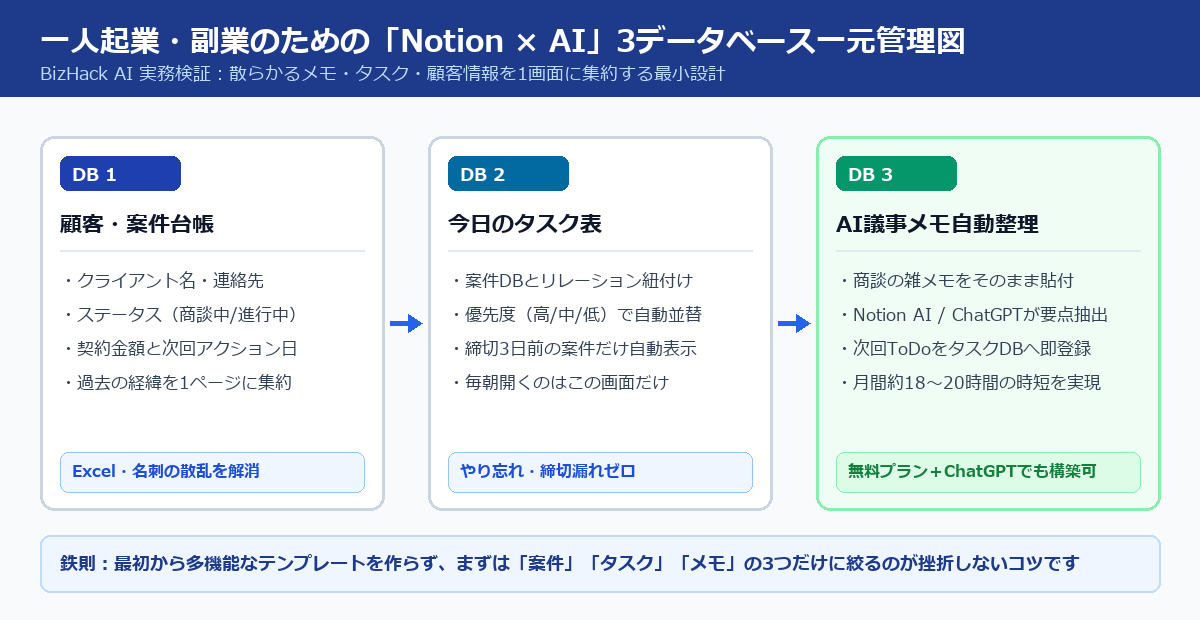 一人起業・副業のための「Notion × AI」3データベース一元管理図
BizHack AI 実務検証：散らかるメモ・タスク・顧客情報を1画面に集約する最小設計
DB 1
顧客・案件台帳
・クライアント名・連絡先
・ステータス（商談中/進行中）
・契約金額と次回アクション日
・過去の経緯を1ページに集約
Excel・名刺の散乱を解消
DB 2
今日のタスク表
・案件DBとリレーション紐付け
・優先度（高/中/低）で自動並替
・締切3日前の案件だけ自動表示
・毎朝開くのはこの画面だけ
やり忘れ・締切漏れゼロ
DB 3
AI議事メモ自動整理
・商談の雑メモをそのまま貼付
・Notion AI / ChatGPTが要点抽出
・次回ToDoをタスクDBへ即登録
・月間約18〜20時間の時短を実現
無料プラン＋ChatGPTでも構築可
鉄則：最初から多機能なテンプレートを作らず、まずは「案件」「タスク」「メモ」の3つだけに絞るのが挫折しないコツです